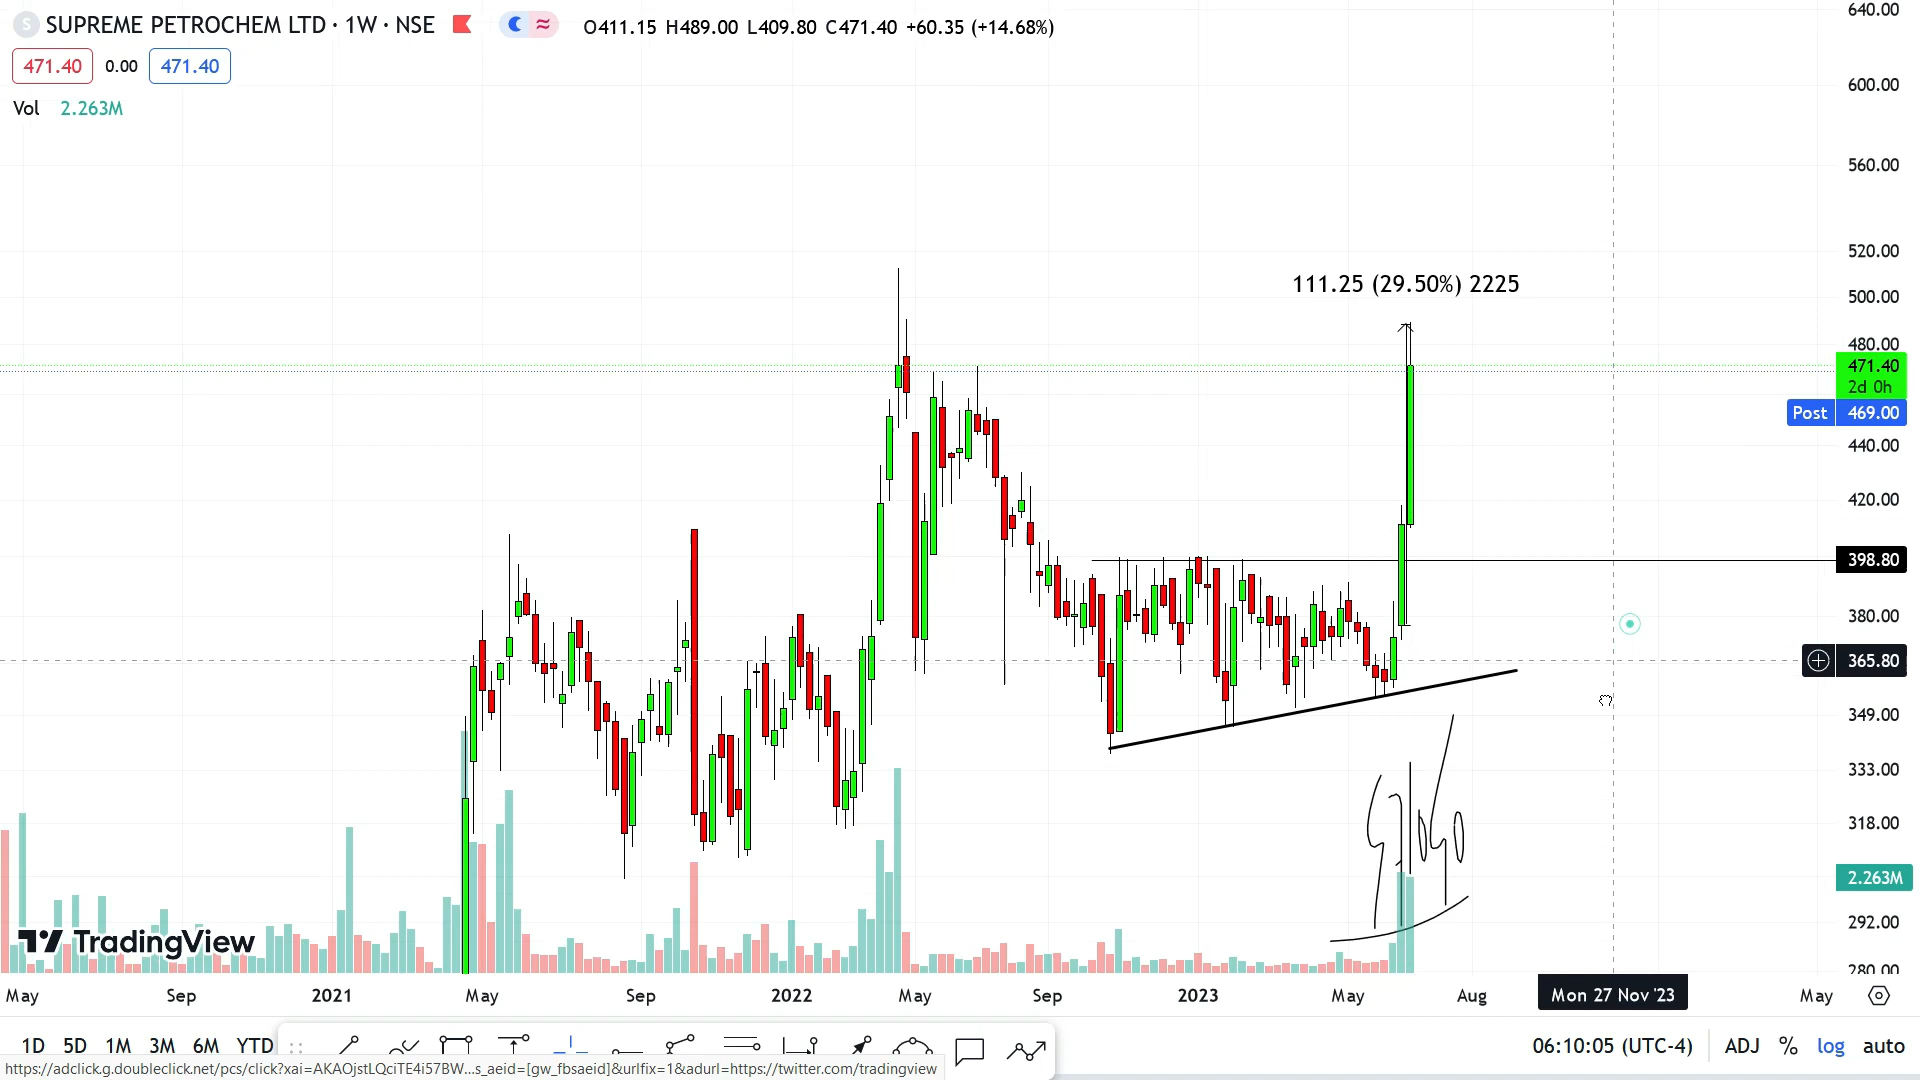 SUPREME PETROCHEM LTD · 1W · NSE O411.15 H489.00 L409.80 C471.40 +60.35 (+14.68%)
471.40 0.00 471.40
Vol 2.263M
640.00
600.00
560.00
520.00
111.25 (29.50%) 2225
500.00
480.00
471.40
2d 0h
Post 469.00
440.00
420.00
398.80
380.00
365.80
349.00
333.00
318.00
2.263M
292.00
280.00
TradingView
May Sep 2021 May Sep 2022 May Sep 2023 May Aug Mon 27 Nov '23 May
1D 5D 1M 3M 6M YTD 06:10:05 (UTC-4) ADJ % log auto
https://adclick.g.doubleclick.net/pcs/click?xai=AKAOjstLQciTE4i57BW...s_aeid=[gw_fbsaeid]&urlfix=1&adurl=https://twitter.com/tradingview